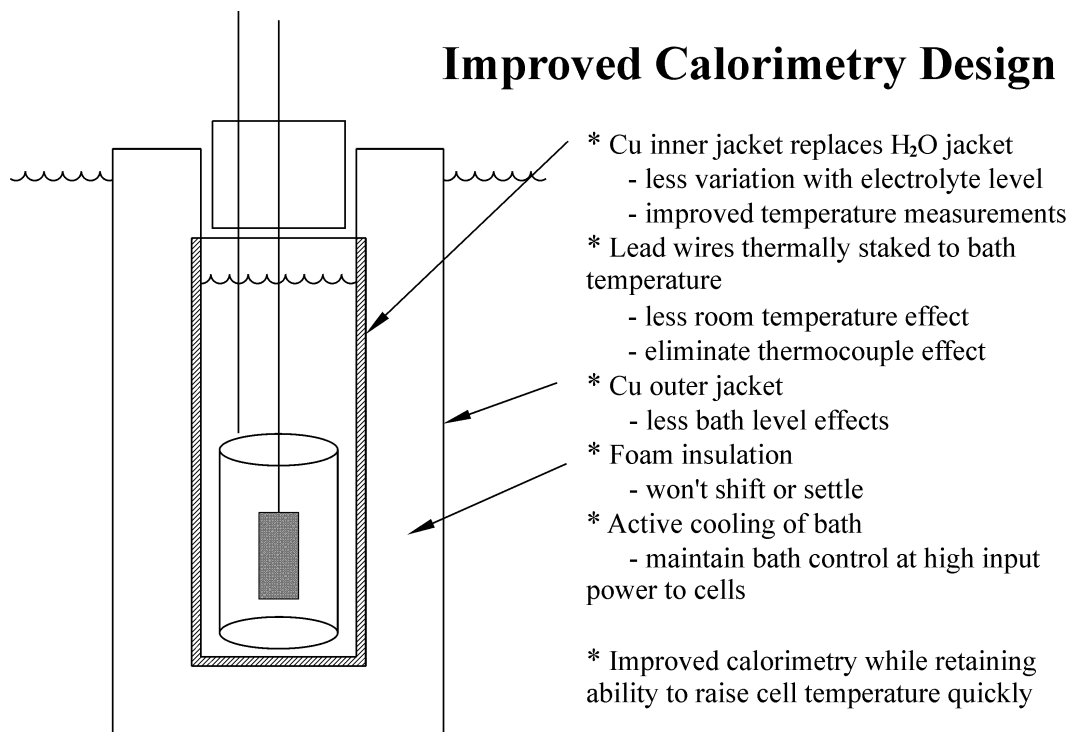 Improved Calorimetry Design
* Cu inner jacket replaces H₂O jacket
- less variation with electrolyte level
- improved temperature measurements
* Lead wires thermally staked to bath
temperature
- less room temperature effect
- eliminate thermocouple effect
* Cu outer jacket
- less bath level effects
* Foam insulation
- won't shift or settle
* Active cooling of bath
- maintain bath control at high input
power to cells
* Improved calorimetry while retaining
ability to raise cell temperature quickly